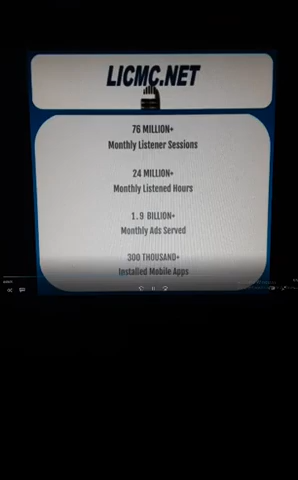 LICMC.NET
76 MILLION+
Monthly Listener Sessions
24 MILLION+
Monthly Listened Hours
1.9 BILLION+
Monthly Ads Served
300 THOUSAND+
Installed Mobile Apps